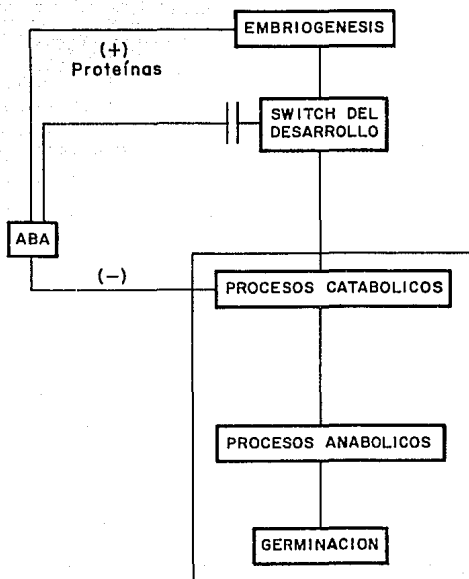 EMBRIOGENESIS
(+)
Proteínas
SWITCH DEL
DESARROLLO
ABA
(-)
PROCESOS CATABOLICOS
PROCESOS ANABOLICOS
GERMINACION